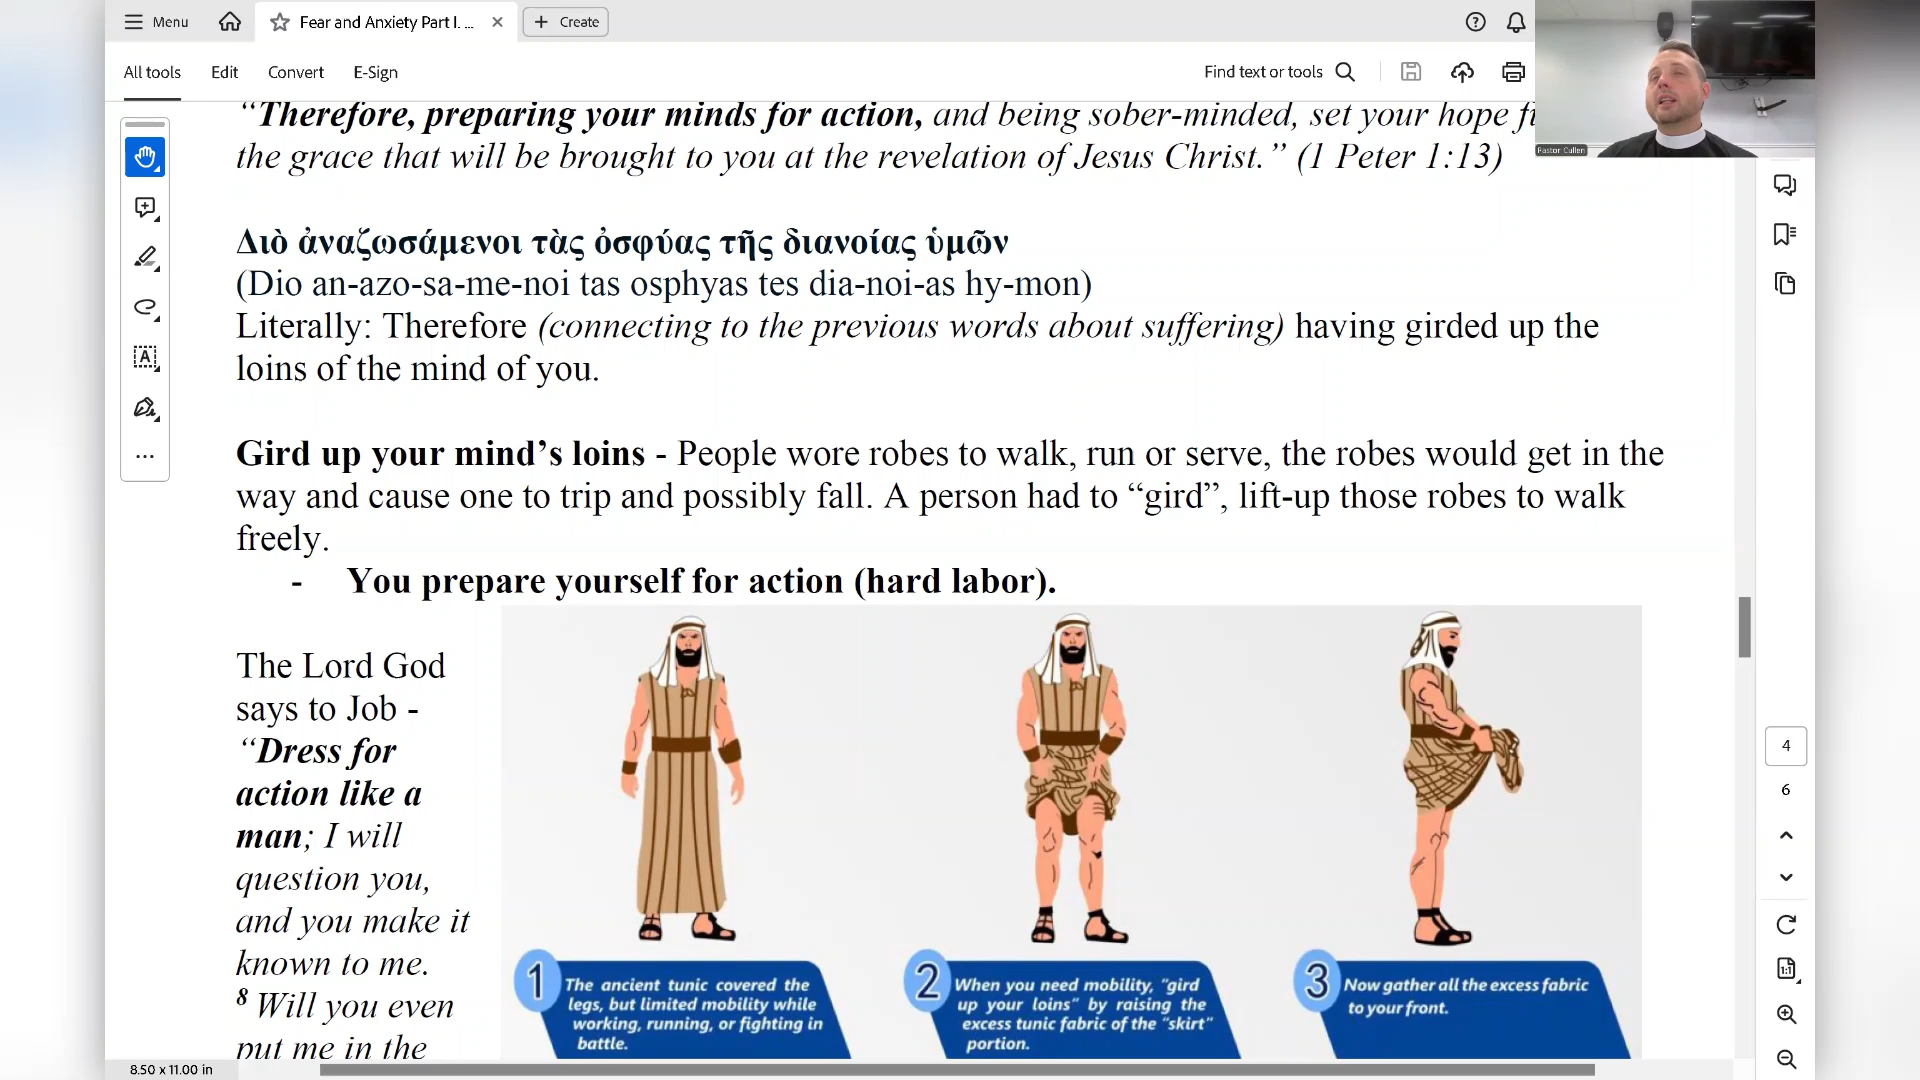 Menu
Fear and Anxiety Part I. ...
Create
All tools
Edit
Convert
E-Sign
Find text or tools
Pastor Cullen
“Therefore, preparing your minds for action, and being sober-minded, set your hope
the grace that will be brought to you at the revelation of Jesus Christ.” (1 Peter 1:13)
Διὸ ἀναζωσάμενοι τὰς ὀσφύας τῆς διανοίας ὑμῶν
(Dio an-azo-sa-me-noi tas osphyas tes dia-noi-as hy-mon)
Literally: Therefore (connecting to the previous words about suffering) having girded up the
loins of the mind of you.
Gird up your mind’s loins - People wore robes to walk, run or serve, the robes would get in the
way and cause one to trip and possibly fall. A person had to “gird”, lift-up those robes to walk
freely.
- You prepare yourself for action (hard labor).
The Lord God
says to Job -
“Dress for
action like a
man; I will
question you,
and you make it
known to me.
8 Will you even
put me in the
1
The ancient tunic covered the
legs, but limited mobility while
working, running, or fighting in
battle.
2
When you need mobility, "gird
up your loins" by raising the
excess tunic fabric of the "skirt"
portion.
3
Now gather all the excess fabric
to your front.
4
6
1:1
8.50 x 11.00 in